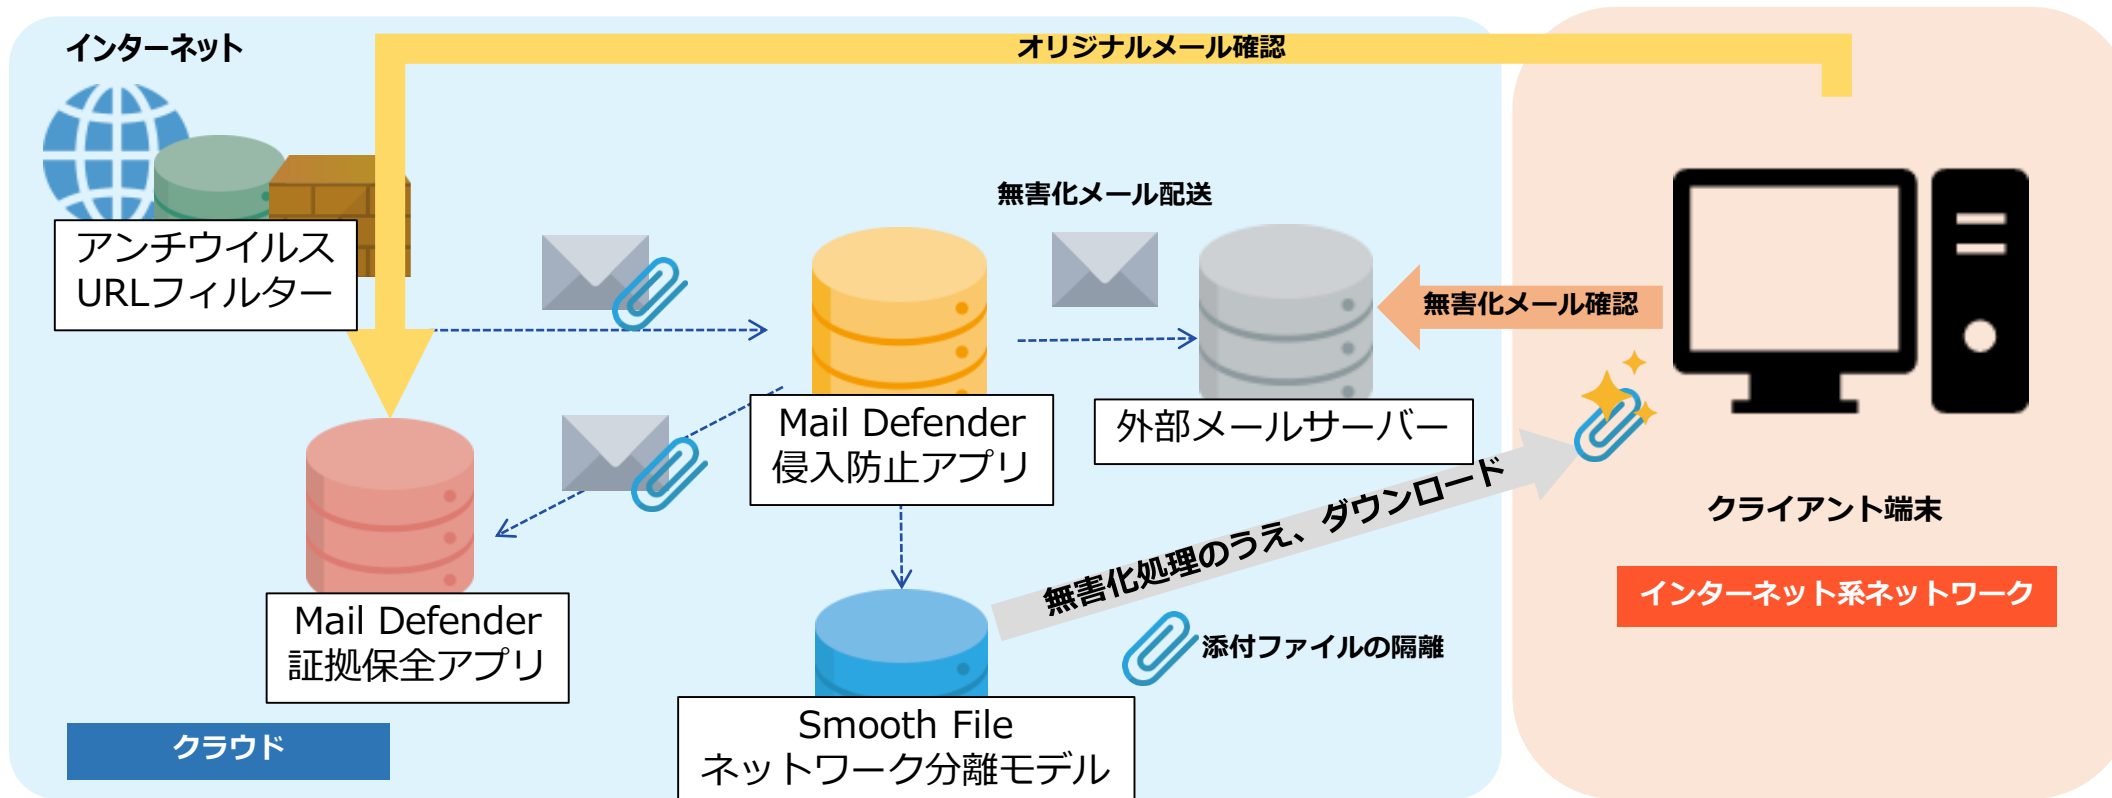 インターネット
オリジナルメール確認
アンチウイルス
URLフィルター
無害化メール配送
無害化メール確認
Mail Defender
侵入防止アプリ
外部メールサーバー
無害化処理のうえ、ダウンロード
クライアント端末
インターネット系ネットワーク
Mail Defender
証拠保全アプリ
添付ファイルの隔離
Smooth File
ネットワーク分離モデル
クラウド